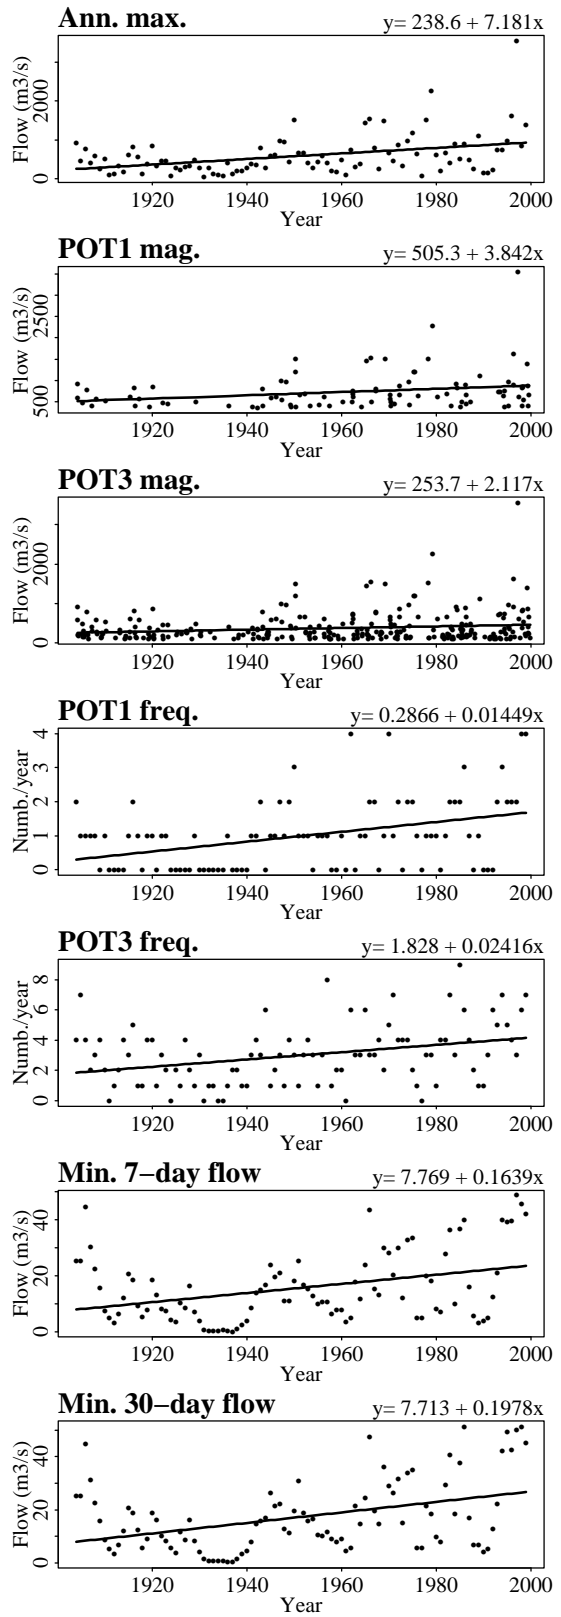 Ann. max. y= 238.6 + 7.181x
Flow (m3/s)
2000
0
1920 1940 1960 1980 2000
Year
POT1 mag. y= 505.3 + 3.842x
Flow (m3/s)
2500
500
1920 1940 1960 1980 2000
Year
POT3 mag. y= 253.7 + 2.117x
Flow (m3/s)
2000
0
1920 1940 1960 1980 2000
Year
POT1 freq. y= 0.2866 + 0.01449x
Numb./year
4
3
2
1
0
1920 1940 1960 1980 2000
Year
POT3 freq. y= 1.828 + 0.02416x
Numb./year
8
6
4
2
0
1920 1940 1960 1980 2000
Year
Min. 7−day flow y= 7.769 + 0.1639x
Flow (m3/s)
40
20
0
1920 1940 1960 1980 2000
Year
Min. 30−day flow y= 7.713 + 0.1978x
Flow (m3/s)
40
20
0
1920 1940 1960 1980 2000
Year